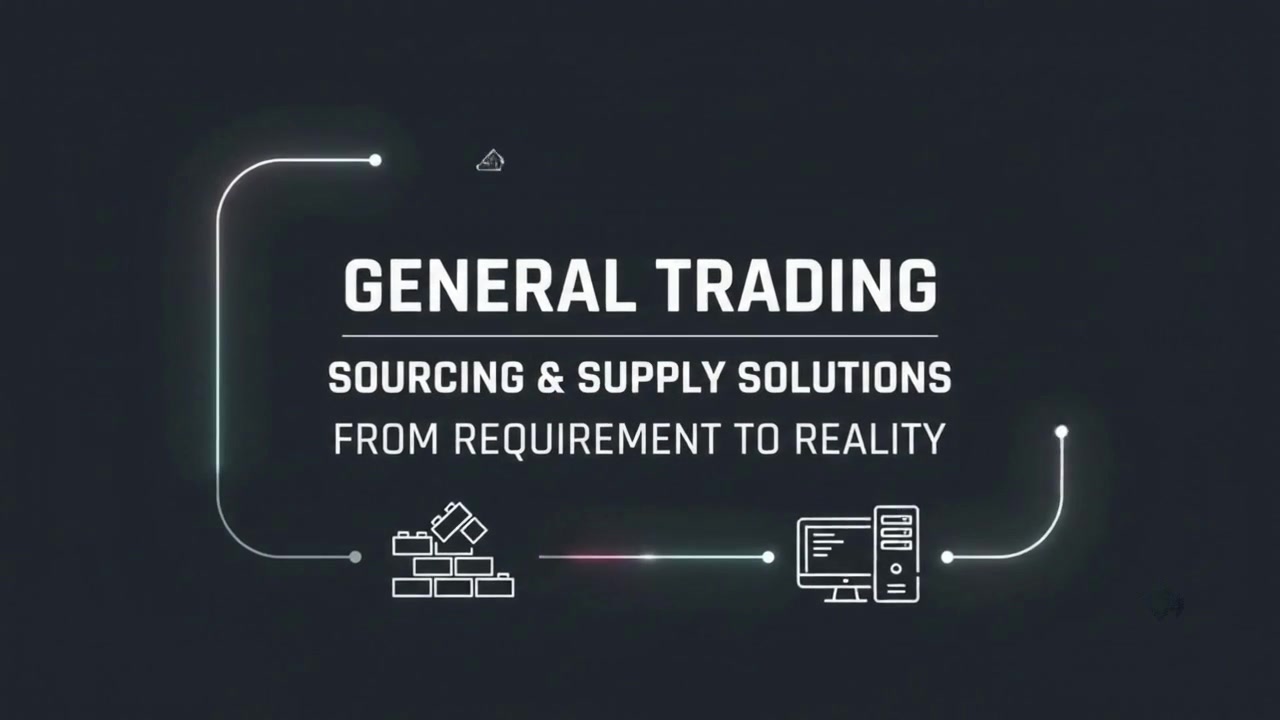 GENERAL TRADING
SOURCING & SUPPLY SOLUTIONS
FROM REQUIREMENT TO REALITY